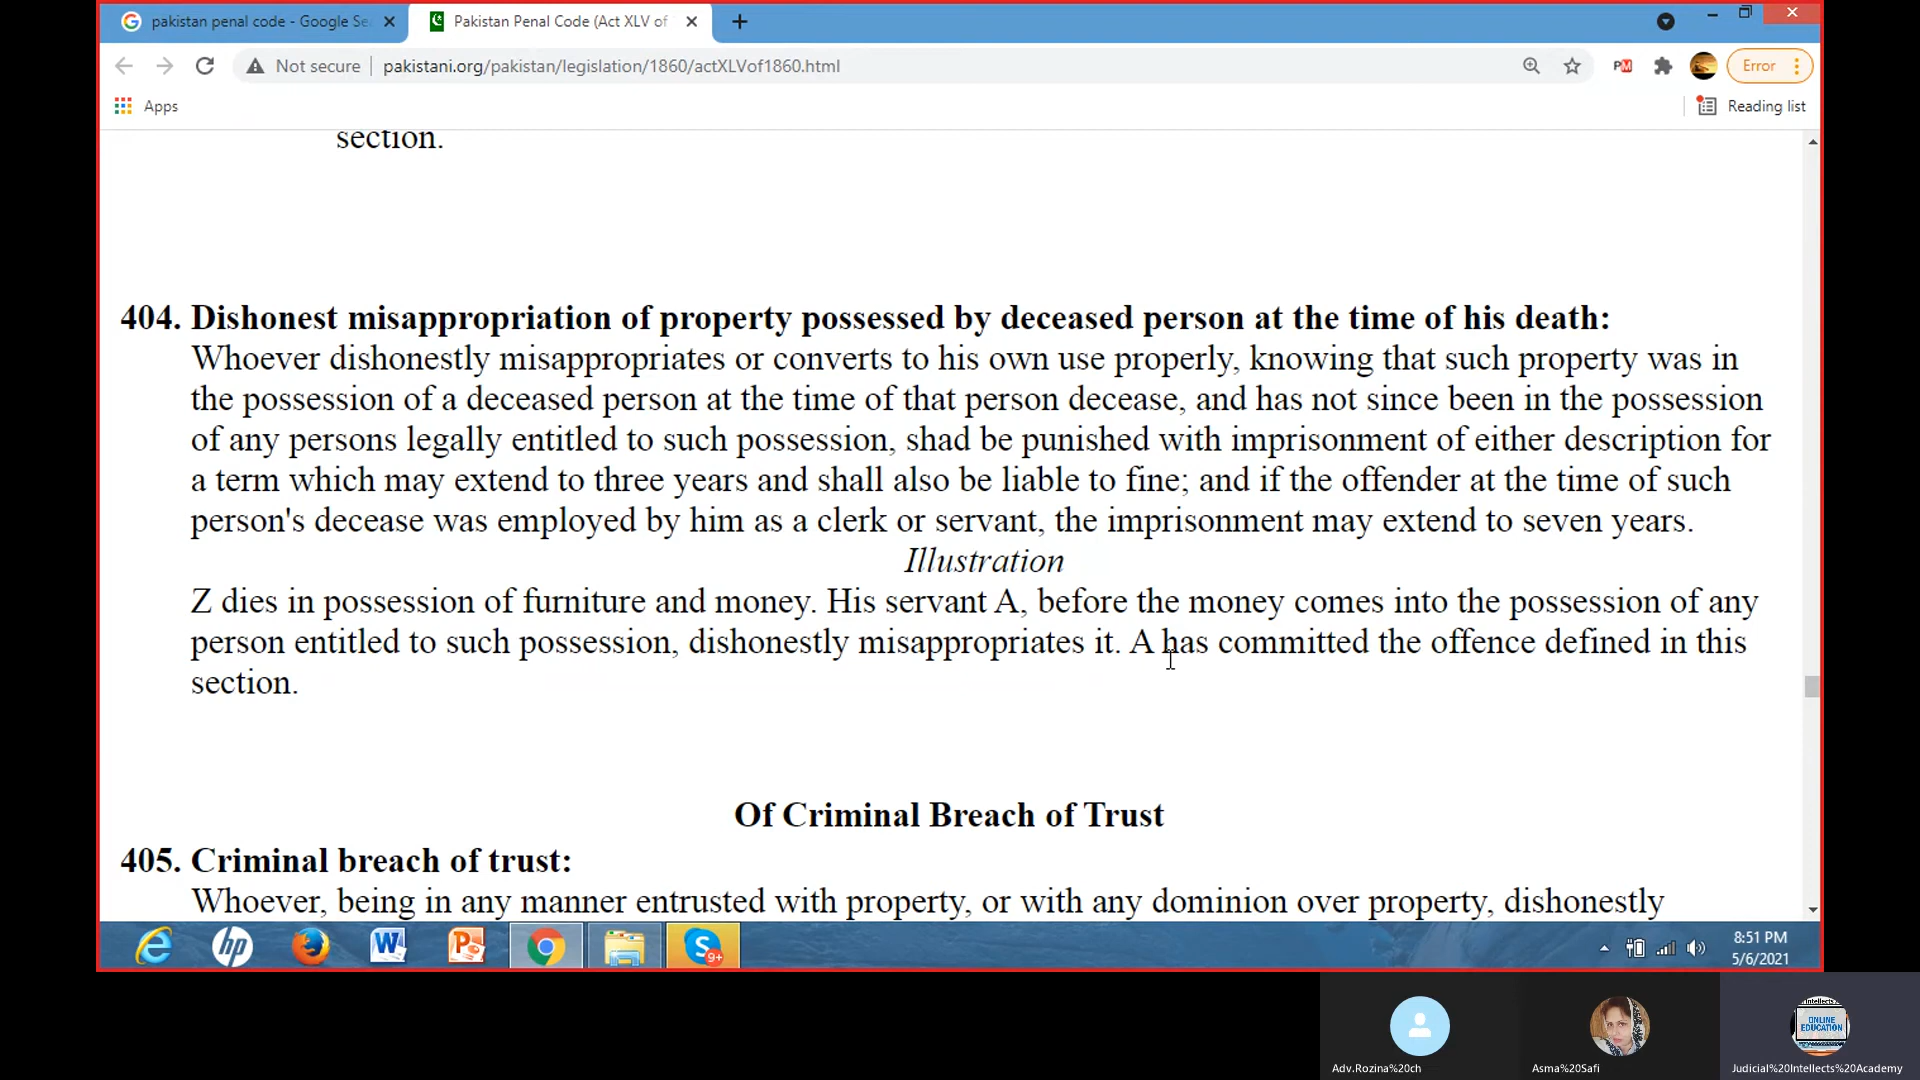 pakistan penal code - Google Se
Pakistan Penal Code (Act XLV of
Not secure
pakistani.org/pakistan/legislation/1860/actXLVof1860.html
PM
Error
Apps
Reading list
section.
404. Dishonest misappropriation of property possessed by deceased person at the time of his death:
Whoever dishonestly misappropriates or converts to his own use properly, knowing that such property was in
the possession of a deceased person at the time of that person decease, and has not since been in the possession
of any persons legally entitled to such possession, shad be punished with imprisonment of either description for
a term which may extend to three years and shall also be liable to fine; and if the offender at the time of such
person's decease was employed by him as a clerk or servant, the imprisonment may extend to seven years.
Illustration
Z dies in possession of furniture and money. His servant A, before the money comes into the possession of any
person entitled to such possession, dishonestly misappropriates it. A has committed the offence defined in this
section.
Of Criminal Breach of Trust
405. Criminal breach of trust:
Whoever, being in any manner entrusted with property, or with any dominion over property, dishonestly
hp
9+
8:51 PM
5/6/2021
ONLINE
EDUCATION
Adv.Rozina%20ch
Asma%20Safi
Judicial%20Intellects%20Academy